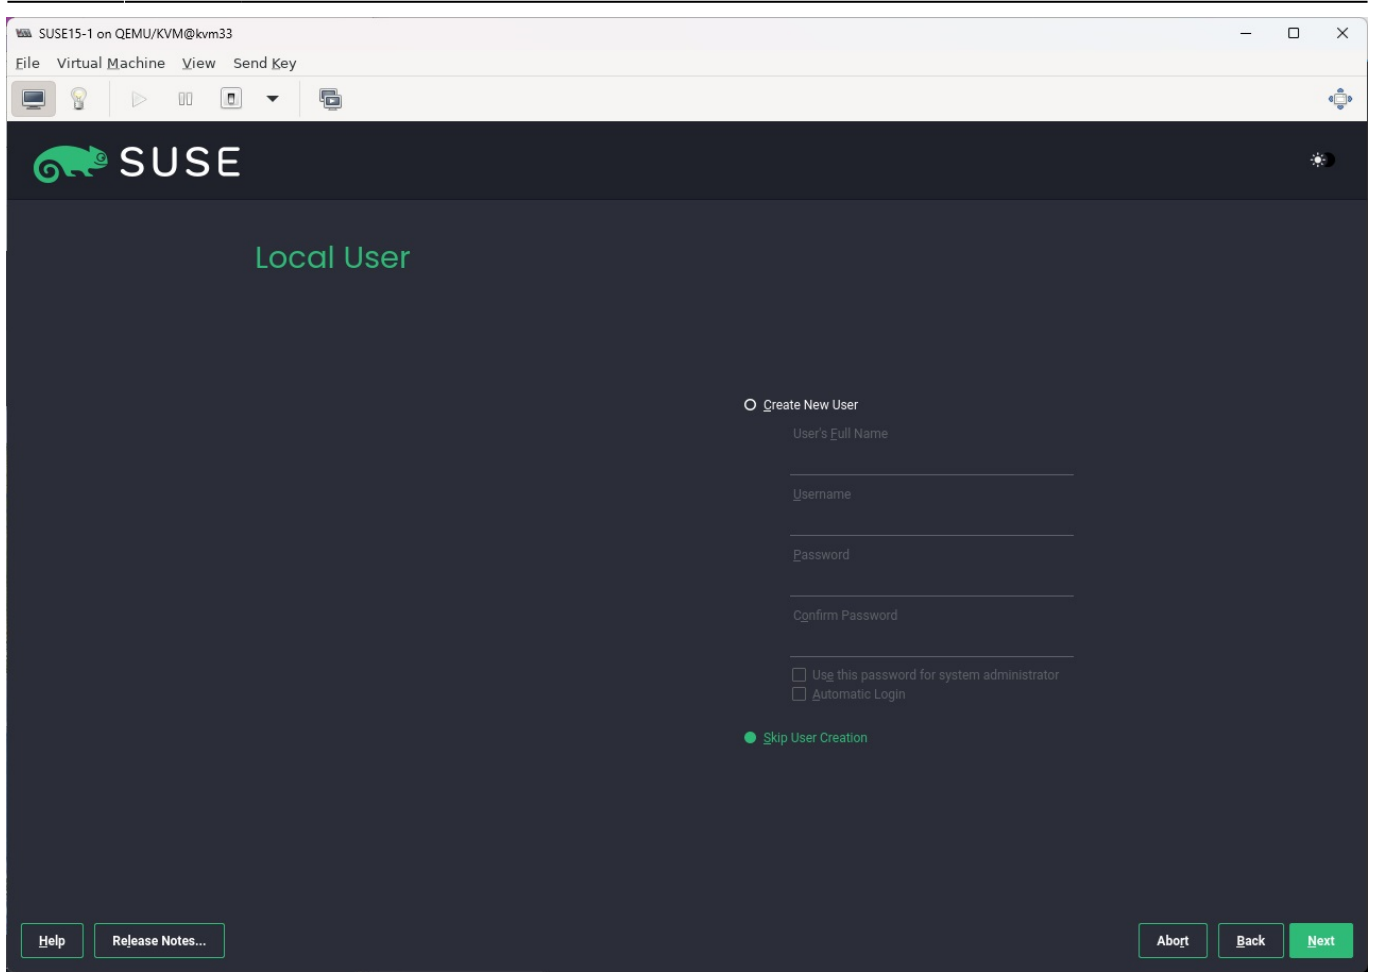 SUSE15-1 on QEMU/KVM@kvm33
File Virtual Machine View Send Key
SUSE
Local User
Create New User
User's Full Name
Username
Password
Confirm Password
Use this password for system administrator
Automatic Login
Skip User Creation
Help Release Notes... Abort Back Next